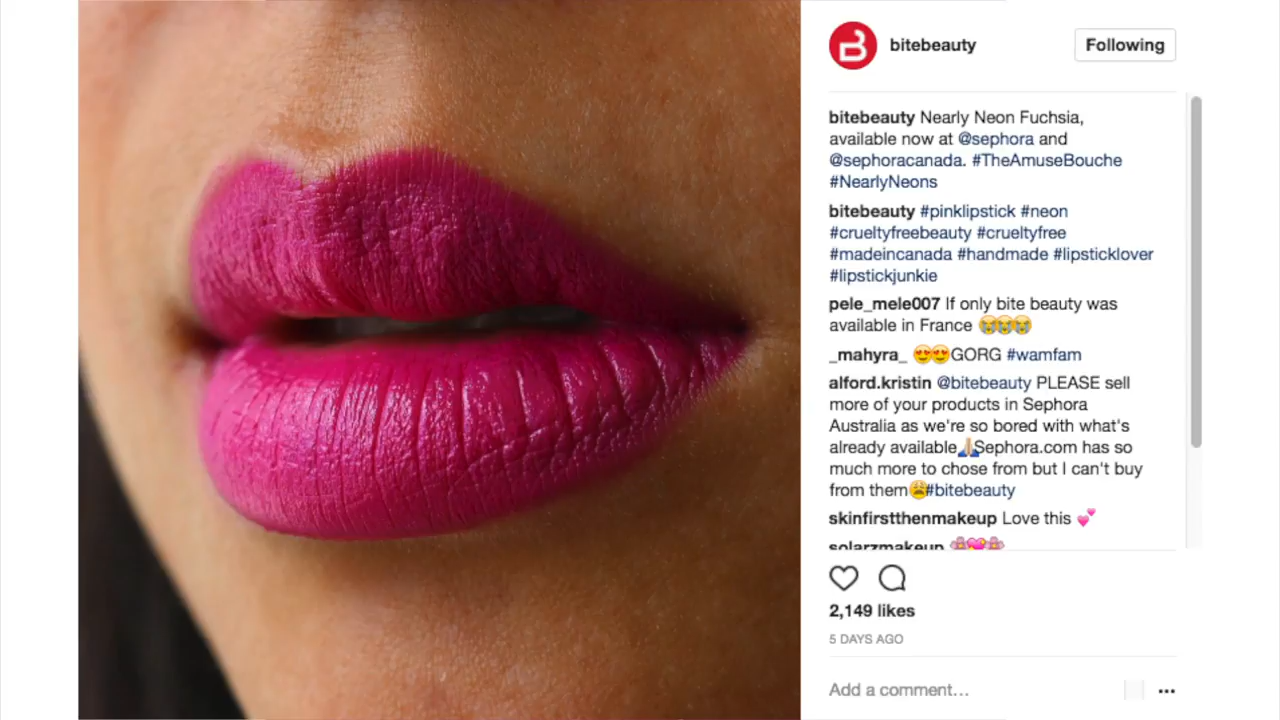 bitebeauty
Following
bitebeauty Nearly Neon Fuchsia,
available now at @sephora and
@sephoracanada. #TheAmuseBouche
#NearlyNeons
bitebeauty #pinklipstick #neon
#crueltyfreebeauty #crueltyfree
#madeincanada #handmade #lipsticklover
#lipstickjunkie
pele_mele007 If only bite beauty was
available in France 😭😭😭
_mahyra_ 😍😍GORG #wamfam
alford.kristin @bitebeauty PLEASE sell
more of your products in Sephora
Australia as we're so bored with what's
already available🙏Sephora.com has so
much more to chose from but I can't buy
from them😩#bitebeauty
skinfirstthenmakeup Love this 💕
solarzmakeup 🌸💖🌸
2,149 likes
5 DAYS AGO
Add a comment…